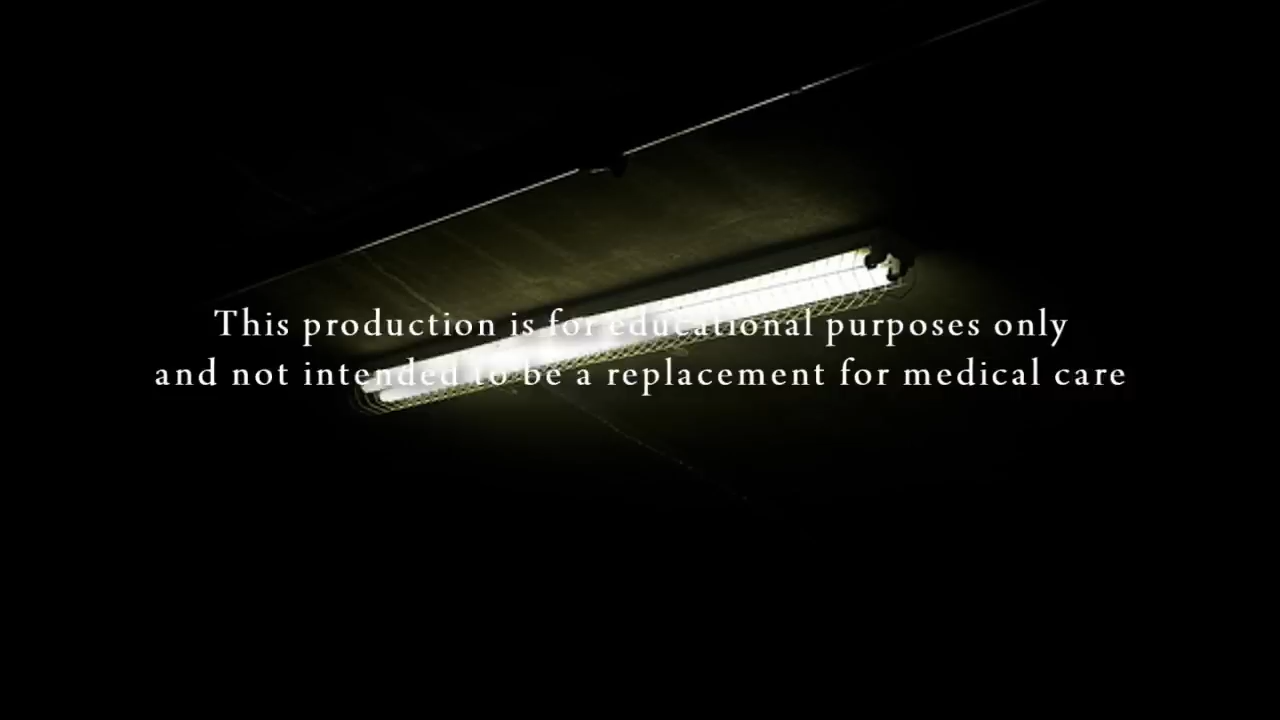 This production is for educational purposes only
and not intended to be a replacement for medical care